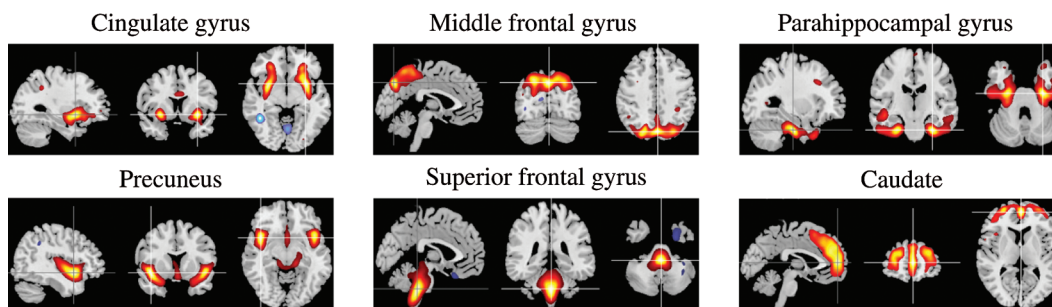 Cingulate gyrus
Middle frontal gyrus
Parahippocampal gyrus
Precuneus
Superior frontal gyrus
Caudate